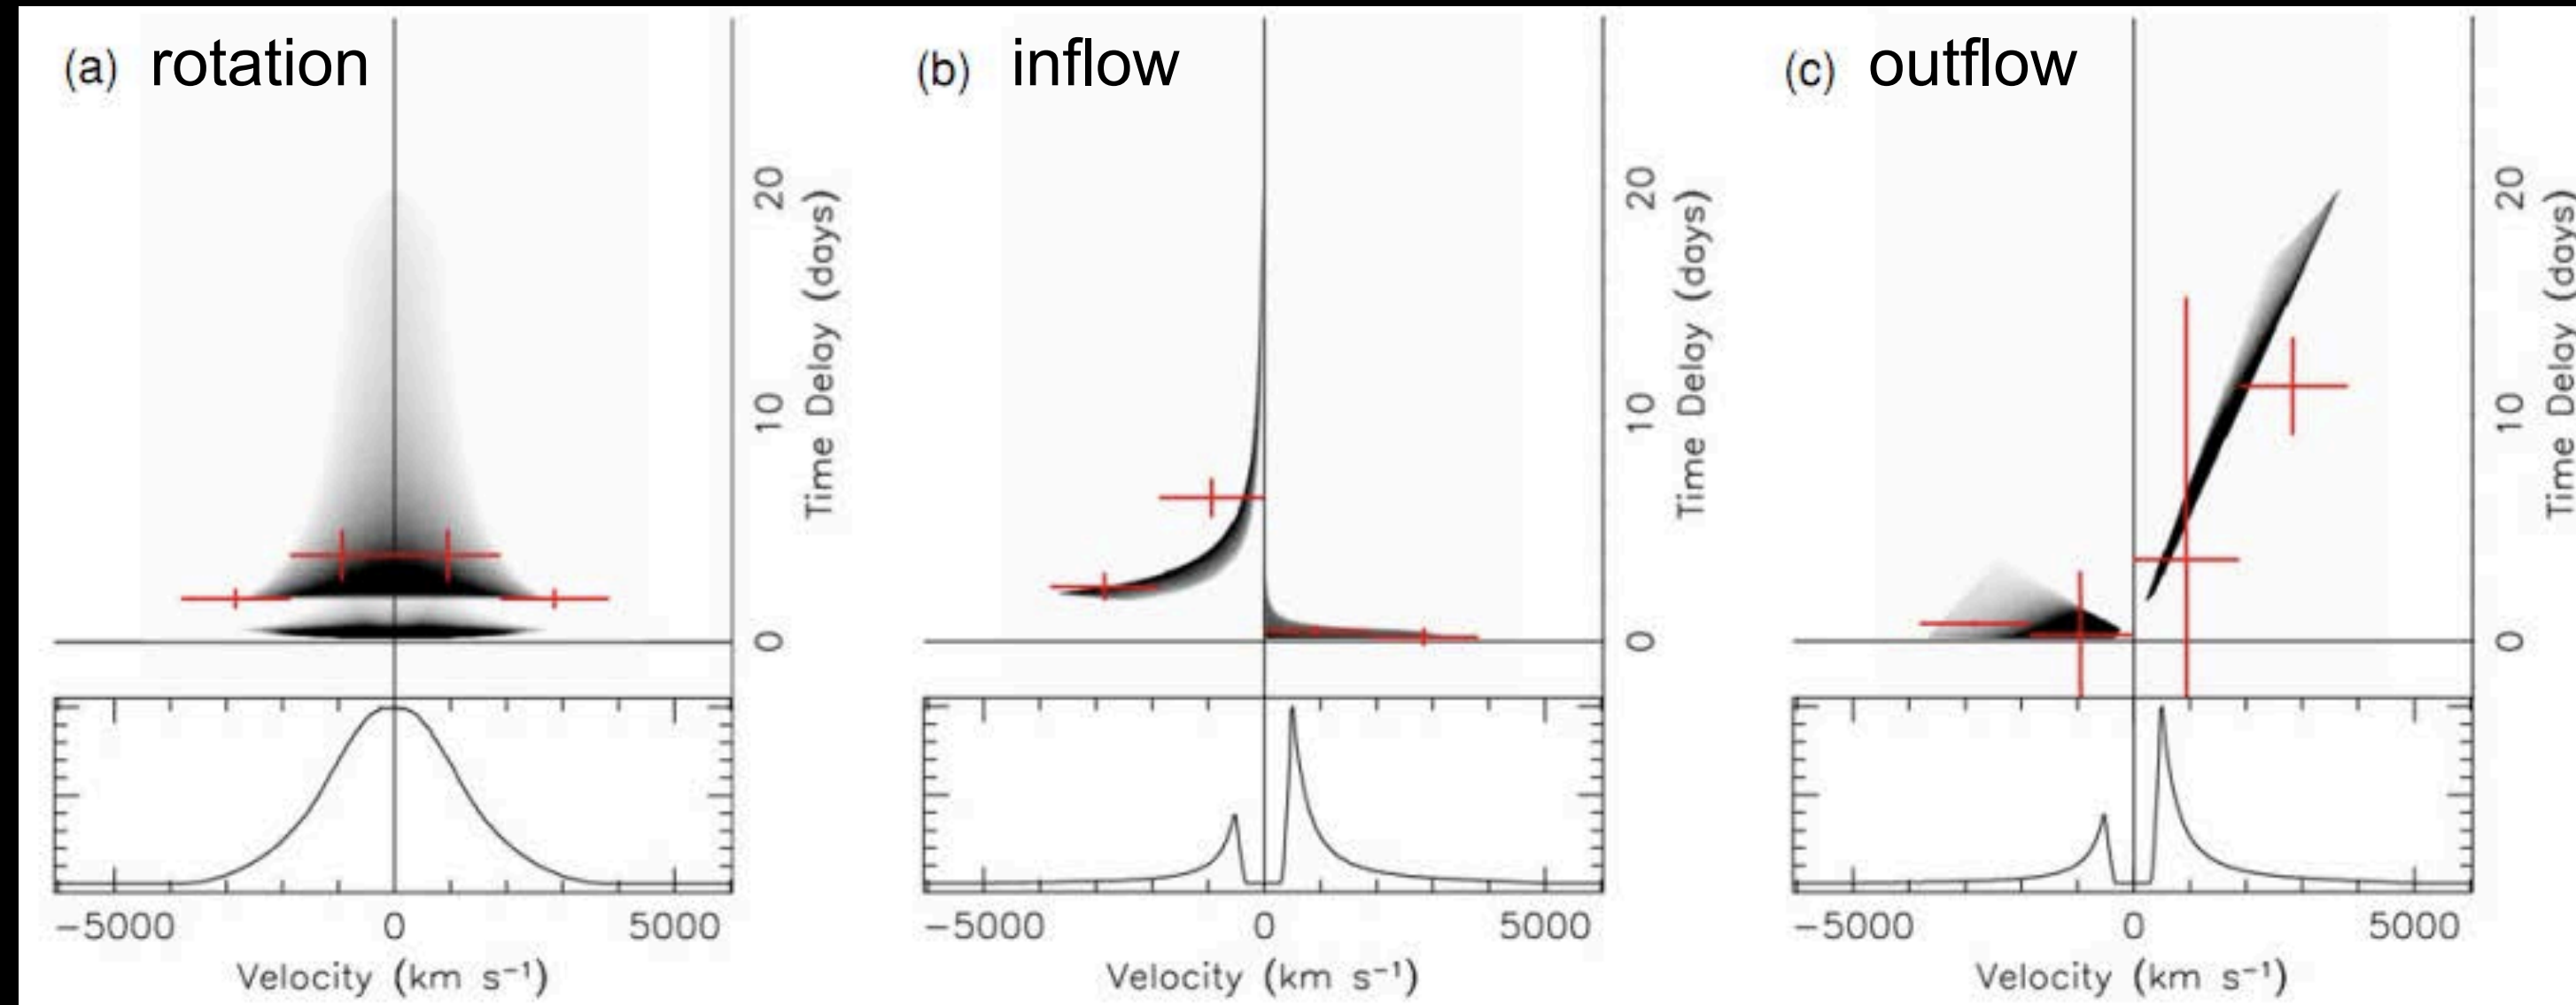 (a) rotation
20
10
0
Time Delay (days)
-5000 0 5000
Velocity (km s⁻¹)
(b) inflow
20
10
0
Time Delay (days)
-5000 0 5000
Velocity (km s⁻¹)
(c) outflow
20
10
0
Time Delay (days)
-5000 0 5000
Velocity (km s⁻¹)